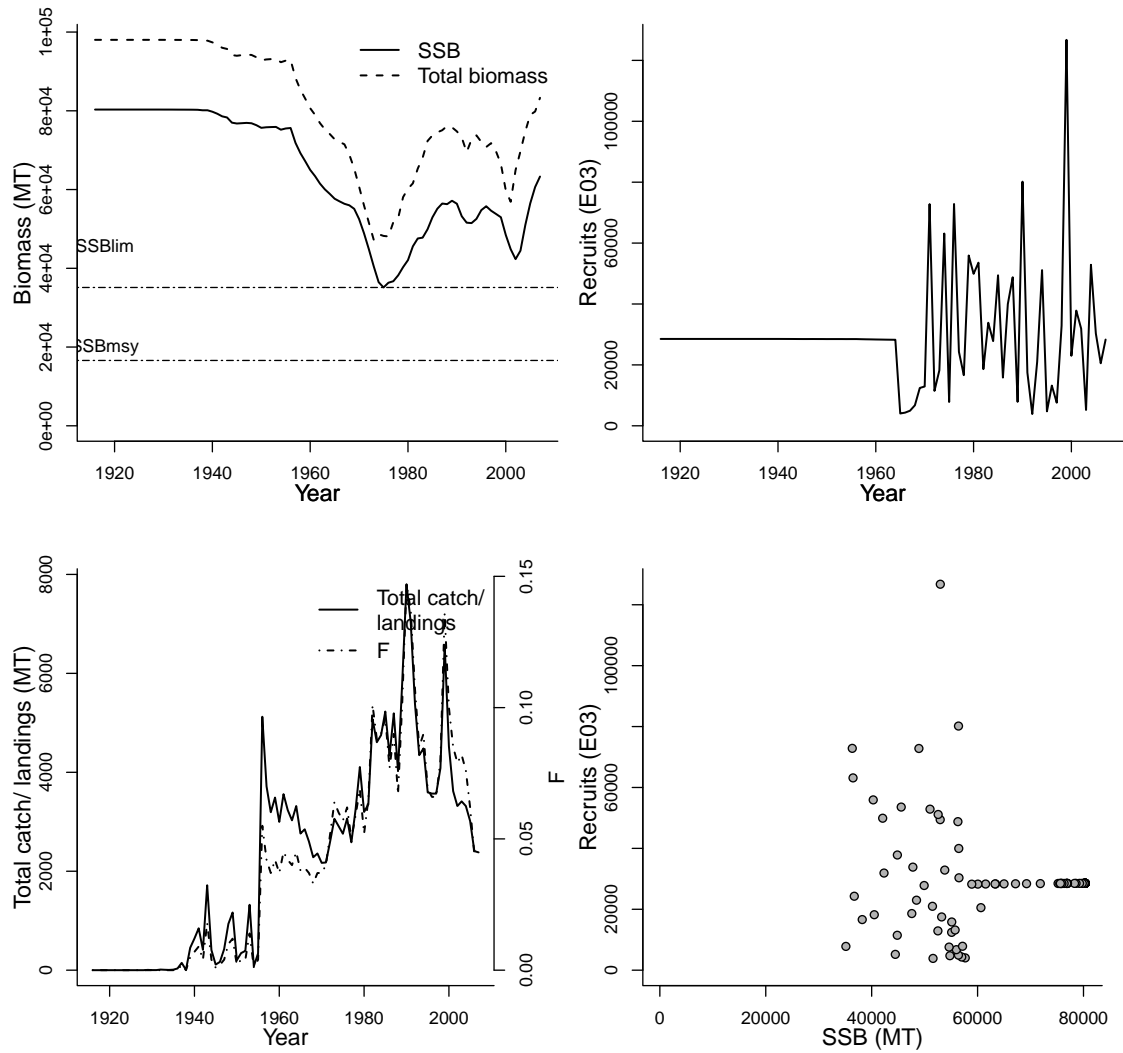 Biomass (MT)
0e+00
2e+04
4e+04
6e+04
8e+04
1e+05
SSB
Total biomass
SSBlim
SSBmsy
1920
1940
1960
1980
2000
Year
Recruits (E03)
0
20000
60000
100000
1920
1940
1960
1980
2000
Year
Total catch/ landings (MT)
0
2000
4000
6000
8000
Total catch/
landings
F
0.00
0.05
0.10
0.15
F
1920
1940
1960
1980
2000
Year
Recruits (E03)
0
20000
60000
100000
0
20000
40000
60000
80000
SSB (MT)